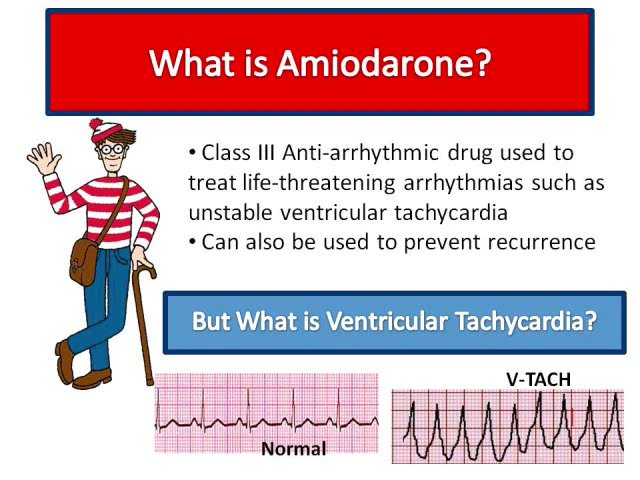 What is Amiodarone?
• Class III Anti-arrhythmic drug used to
treat life-threatening arrhythmias such as
unstable ventricular tachycardia
• Can also be used to prevent recurrence
But What is Ventricular Tachycardia?
V-TACH
Normal